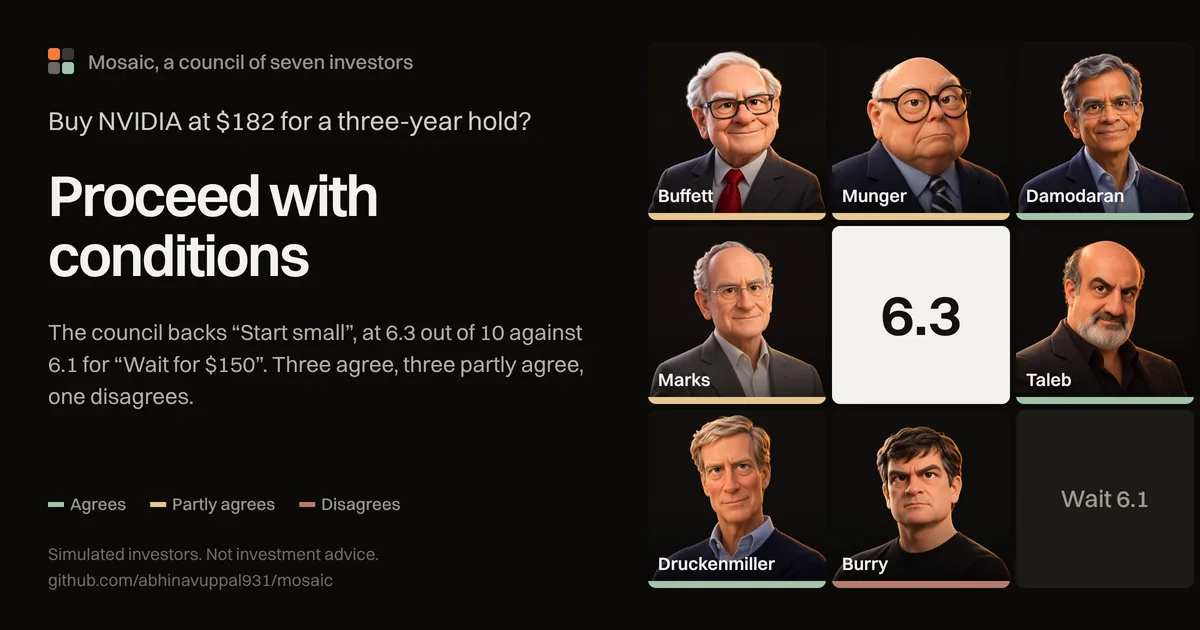 Mosaic, a council of seven investors
Buy NVIDIA at $182 for a three-year hold?
Proceed with
conditions
The council backs “Start small”, at 6.3 out of 10 against
6.1 for “Wait for $150”. Three agree, three partly agree,
one disagrees.
Agrees
Partly agrees
Disagrees
Simulated investors. Not investment advice.
github.com/abhinavuppal931/mosaic
Buffett
Munger
Damodaran
Marks
6.3
Taleb
Druckenmiller
Burry
Wait 6.1